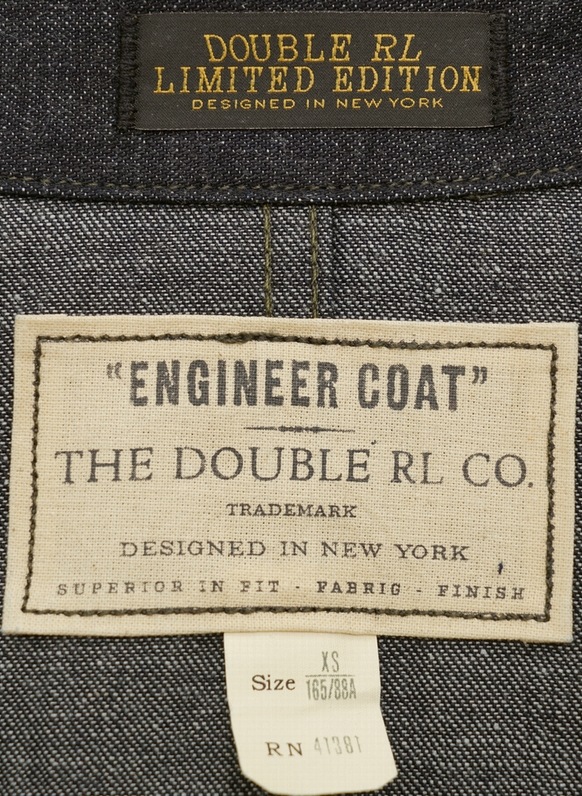 DOUBLE RL
LIMITED EDITION
DESIGNED IN NEW YORK
"ENGINEER COAT"
THE DOUBLE RL CO.
TRADEMARK
DESIGNED IN NEW YORK
SUPERIOR IN FIT - FABRIC - FINISH
Size XS
165/88A
RN 41381